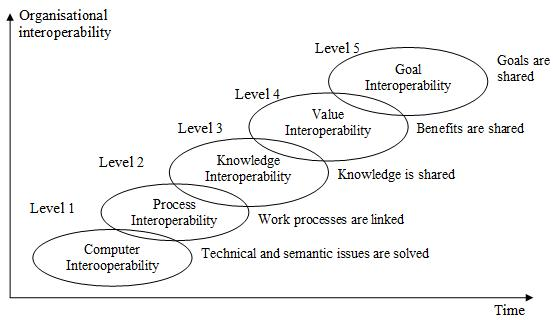 Organisational
interoperability
Level 5
Goal
Interoperability
Goals are
shared
Level 4
Value
Interoperability
Benefits are shared
Level 3
Knowledge
Interoperability
Knowledge is shared
Level 2
Process
Interoperability
Work processes are linked
Level 1
Computer
Interooperability
Technical and semantic issues are solved
Time